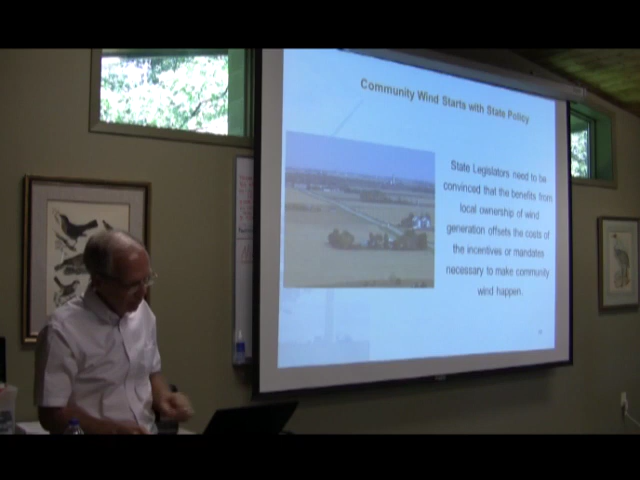 Community Wind Starts with State Policy
State Legislators need to be
convinced that the benefits from
local ownership of wind
generation offsets the costs of
the incentives or mandates
necessary to make community
wind happen.